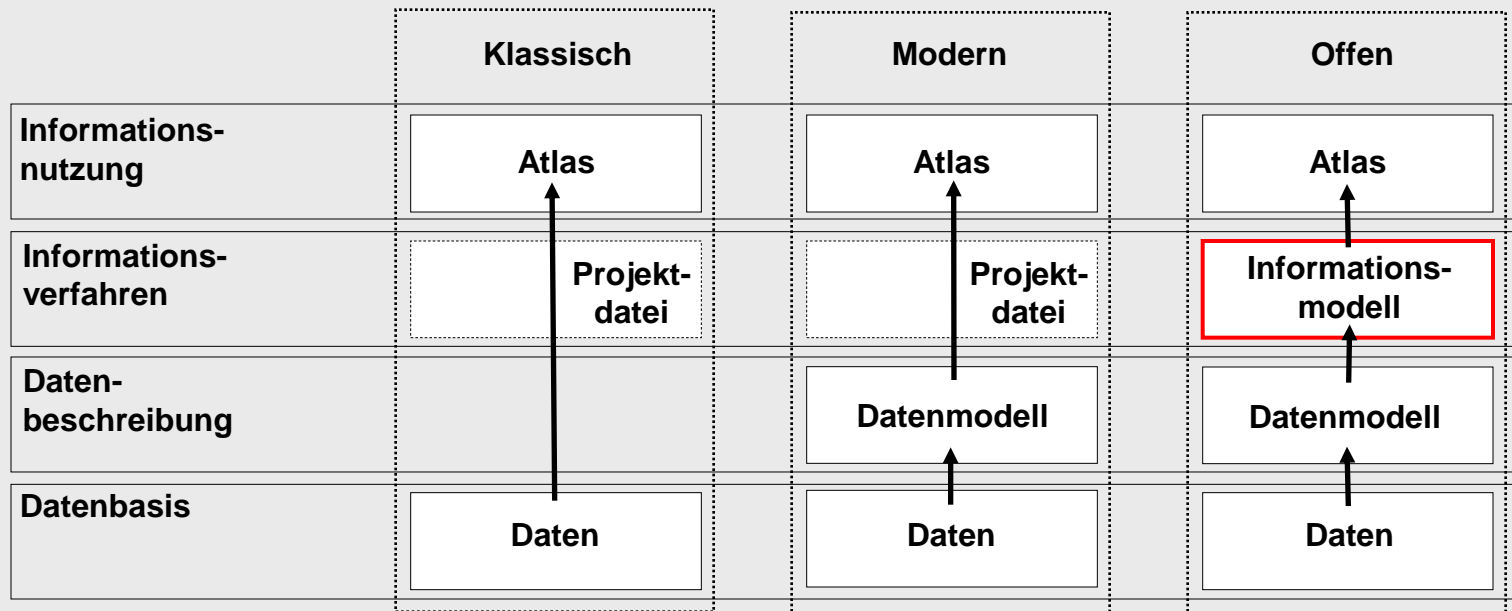 Klassisch
Modern
Offen
Informations-
nutzung
Atlas
Atlas
Atlas
Informations-
verfahren
Projekt-
datei
Projekt-
datei
Informations-
modell
Daten-
beschreibung
Datenmodell
Datenmodell
Datenbasis
Daten
Daten
Daten